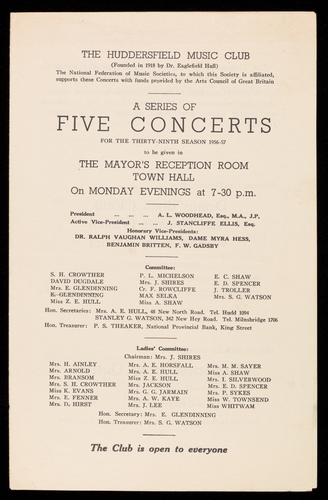 THE HUDDERSFIELD MUSIC CLUB
(Founded in 1918 by Dr. Eaglefield Hull)
The National Federation of Music Societies, to which this Society is affiliated,
supports these Concerts with funds provided by the Arts Council of Great Britain
A SERIES OF
FIVE CONCERTS
FOR THE THIRTY-NINTH SEASON 1956-57
to be given in
THE MAYOR'S RECEPTION ROOM
TOWN HALL
On MONDAY EVENINGS at 7-30 p.m.
President ... ... ... A. L. WOODHEAD, Esq., M.A., J.P.
Active Vice-President ... J. STANCLIFFE ELLIS, Esq.
Honorary Vice-Presidents:
DR. RALPH VAUGHAN WILLIAMS, DAME MYRA HESS,
BENJAMIN BRITTEN, F. W. GADSBY
Committee:
S. H. CROWTHER P. L. MICHELSON E. C. SHAW
DAVID DUGDALE Mrs. J. SHIRES E. D. SPENCER
Mrs. E. GLENDINNING Cr. F. ROWCLIFFE J. TROLLER
E. GLENDINNING MAX SELKA Mrs. S. G. WATSON
Miss Z. E. HULL Miss A. SHAW
Hon. Secretaries: Mrs. A. E. HULL, 48 New North Road. Tel. Hudd 1094
STANLEY G. WATSON, 342 New Hey Road. Tel. Milnsbridge 1706
Hon. Treasurer: P. S. THEAKER, National Provincial Bank, King Street
Ladies' Committee:
Chairman: Mrs. J. SHIRES
Mrs. H. AINLEY Mrs. A. E. HORSFALL Mrs. M. M. SAYER
Mrs. ARNOLD Mrs. A. E. HULL Miss A. SHAW
Mrs. BRANSOM Miss Z. E. HULL Mrs. I. SILVERWOOD
Mrs. S. H. CROWTHER Mrs. JACKSON Mrs. E. D. SPENCER
Miss K. EVANS Mrs. G. G. JARMAIN Mrs. P. SYKES
Mrs. E. FENNER Mrs. A. W. KAYE Miss W. TOWNSEND
Mrs. D. HIRST Mrs. J. LEE Miss WHITWAM
Hon. Secretary: Mrs. E. GLENDINNING
Hon. Treasurer: Mrs. S. G. WATSON
The Club is open to everyone